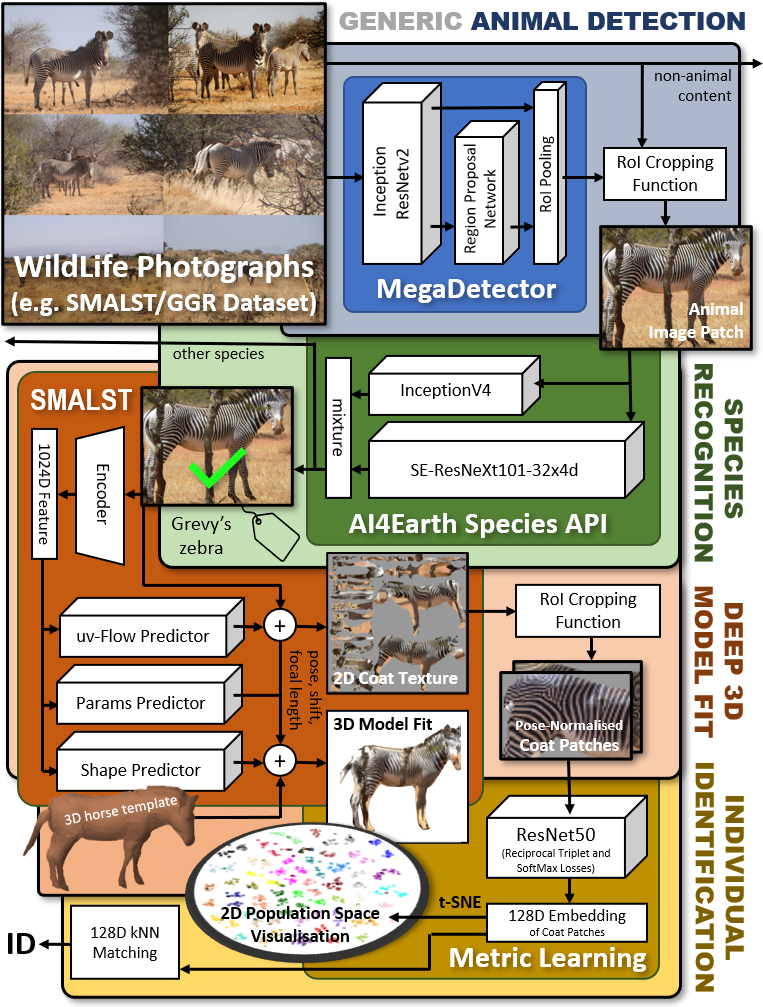 GENERIC ANIMAL DETECTION
non-animal
content
Inception
ResNetv2
Region Proposal
Network
RoI Pooling
RoI Cropping
Function
MegaDetector
WildLife Photographs
(e.g. SMALST/GGR Dataset)
Animal
Image Patch
other species
SPECIES
RECOGNITION
mixture
InceptionV4
SE-ResNeXt101-32x4d
AI4Earth Species API
SMALST
1024D Feature
Encoder
Grevy's
zebra
DEEP 3D
MODEL FIT
uv-Flow Predictor
+
Params Predictor
pose, shift,
focal length
Shape Predictor
+
2D Coat Texture
RoI Cropping
Function
Pose-Normalised
Coat Patches
3D Model Fit
3D horse template
INDIVIDUAL
IDENTIFICATION
ResNet50
(Reciprocal Triplet and
SoftMax Losses)
t-SNE
128D Embedding
of Coat Patches
2D Population Space
Visualisation
ID
128D kNN
Matching
Metric Learning